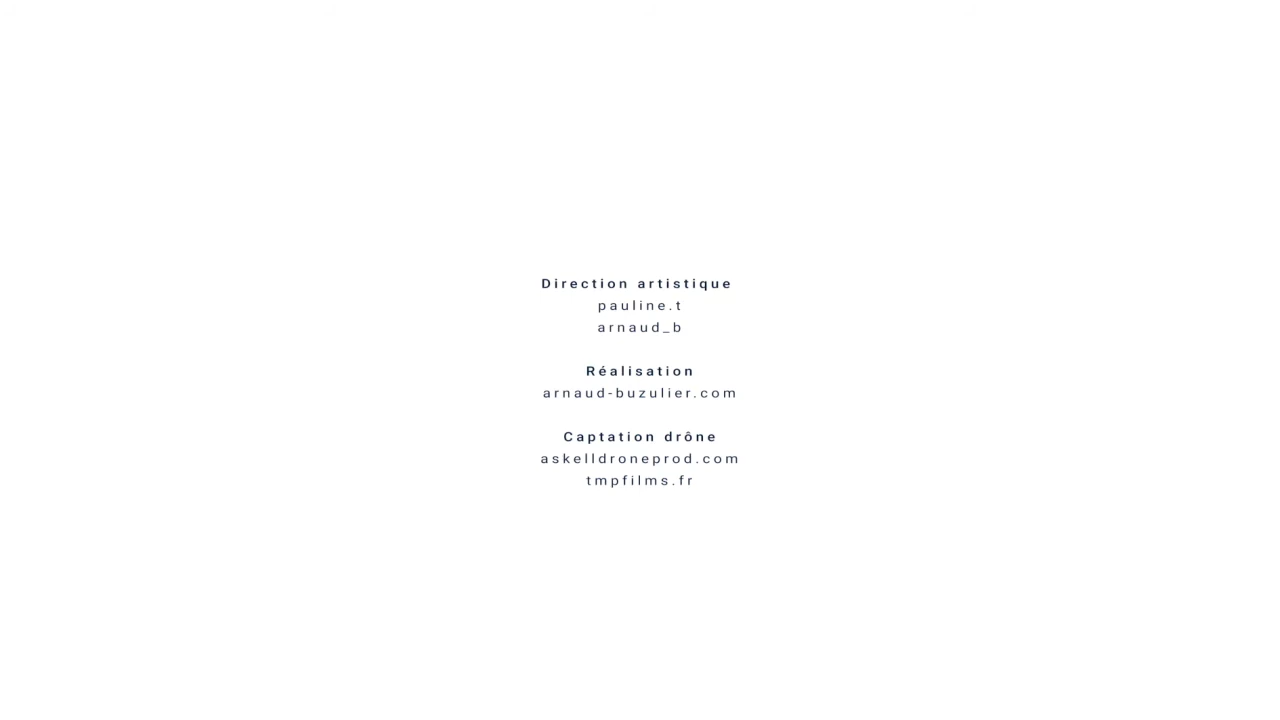 Direction artistique
pauline.t
arnaud_b
Réalisation
arnaud-buzulier.com
Captation drône
askelldroneprod.com
tmpfilms.fr